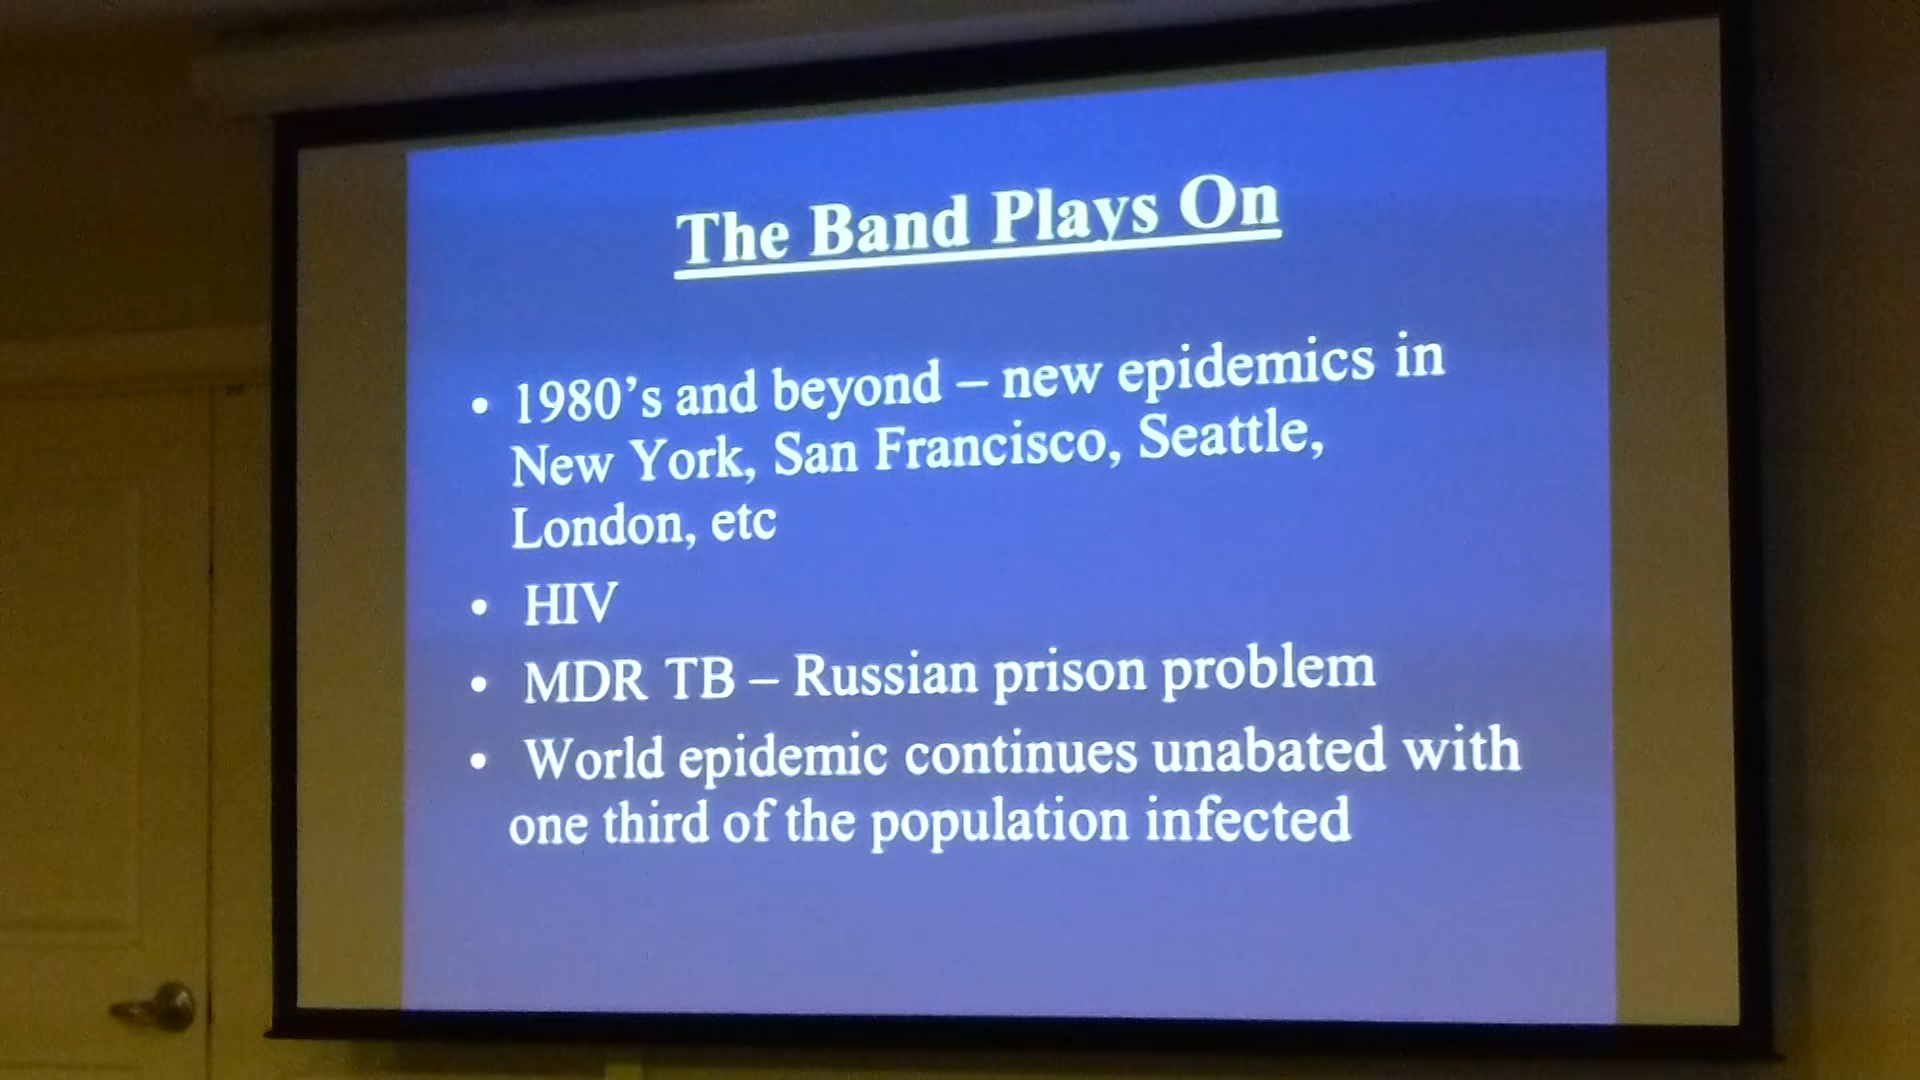 The Band Plays On
• 1980's and beyond – new epidemics in
New York, San Francisco, Seattle,
London, etc
• HIV
• MDR TB – Russian prison problem
• World epidemic continues unabated with
one third of the population infected